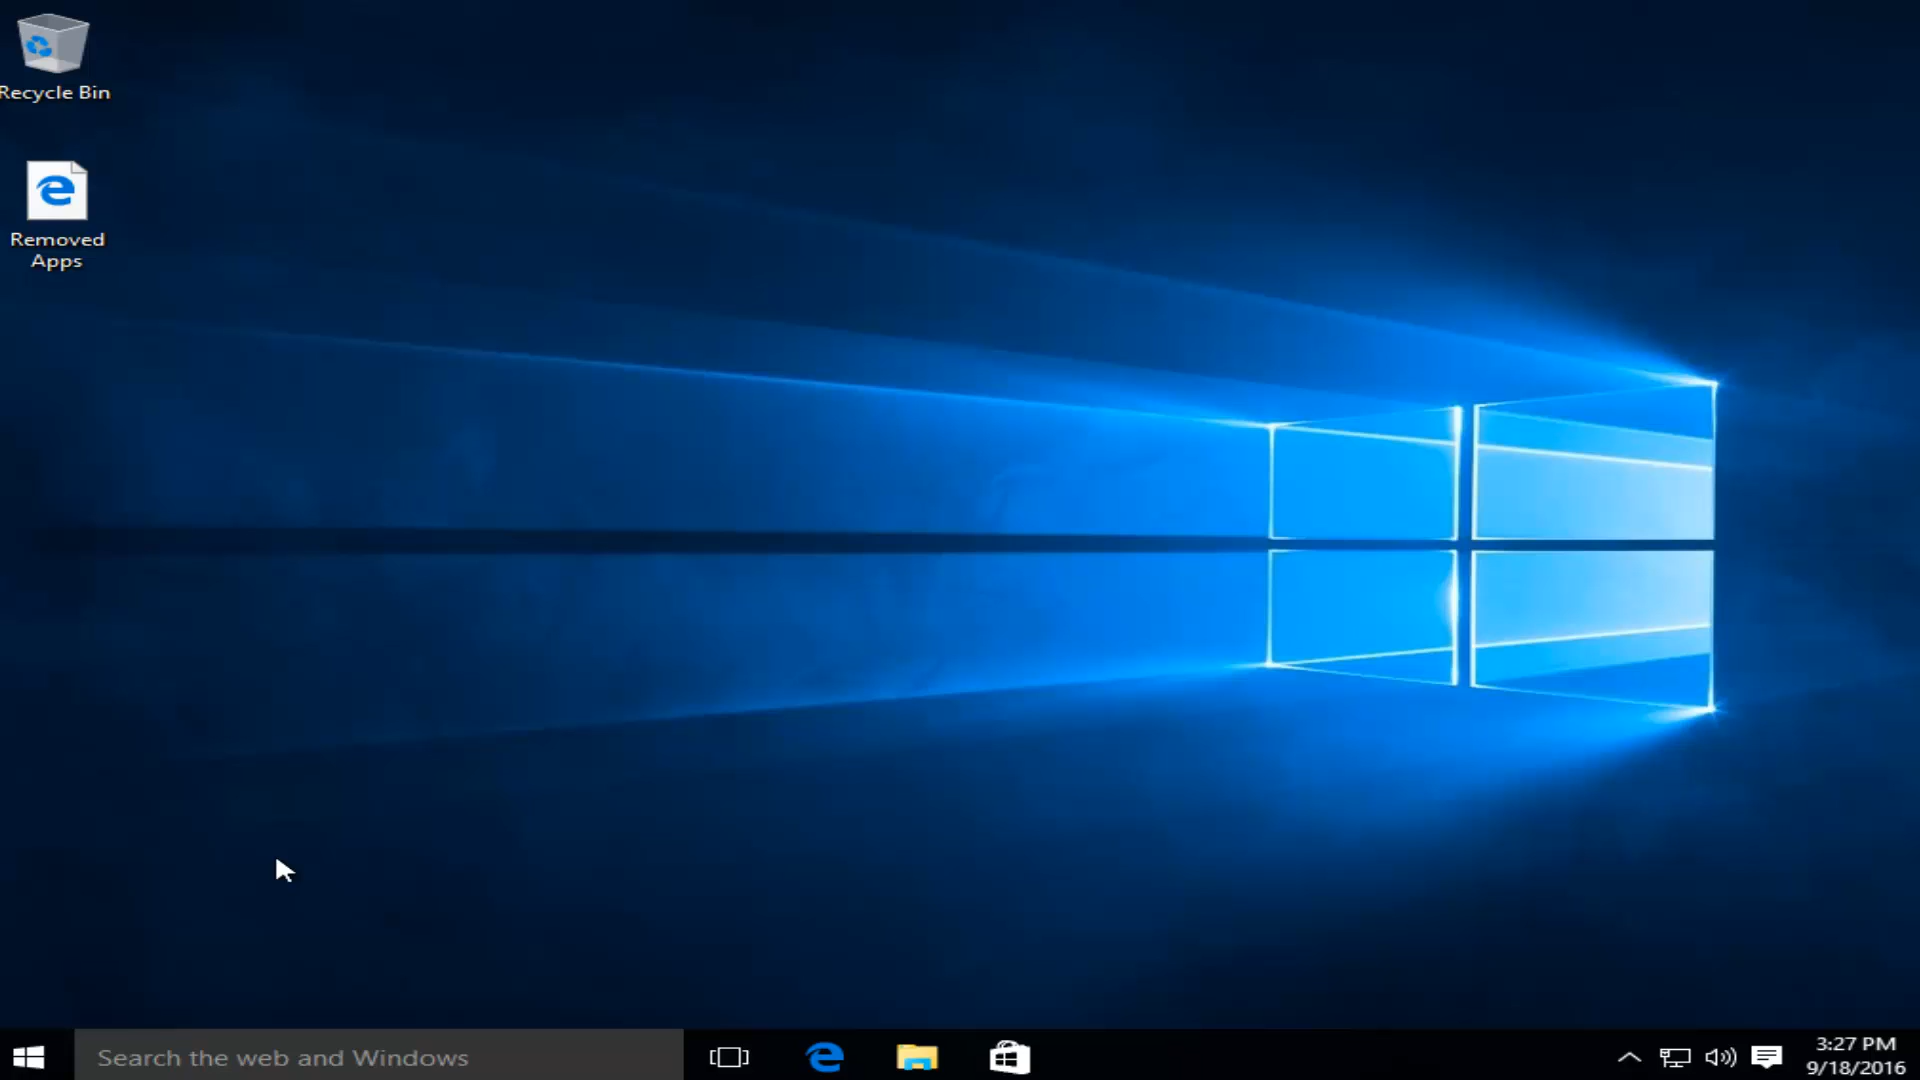 Recycle Bin
Removed
Apps
Search the web and Windows
3:27 PM
9/18/2016